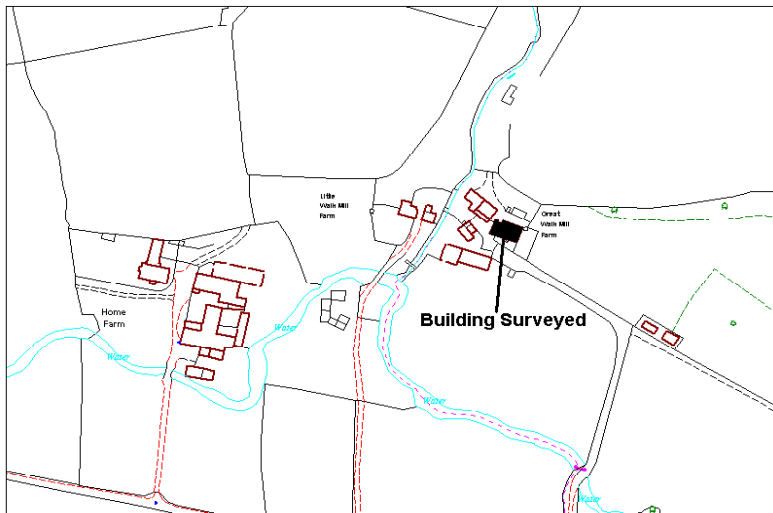 Little
Walk Mill
Farm
Great
Walk Mill
Farm
Home
Farm
Water
Water
Building Surveyed
Water
Water